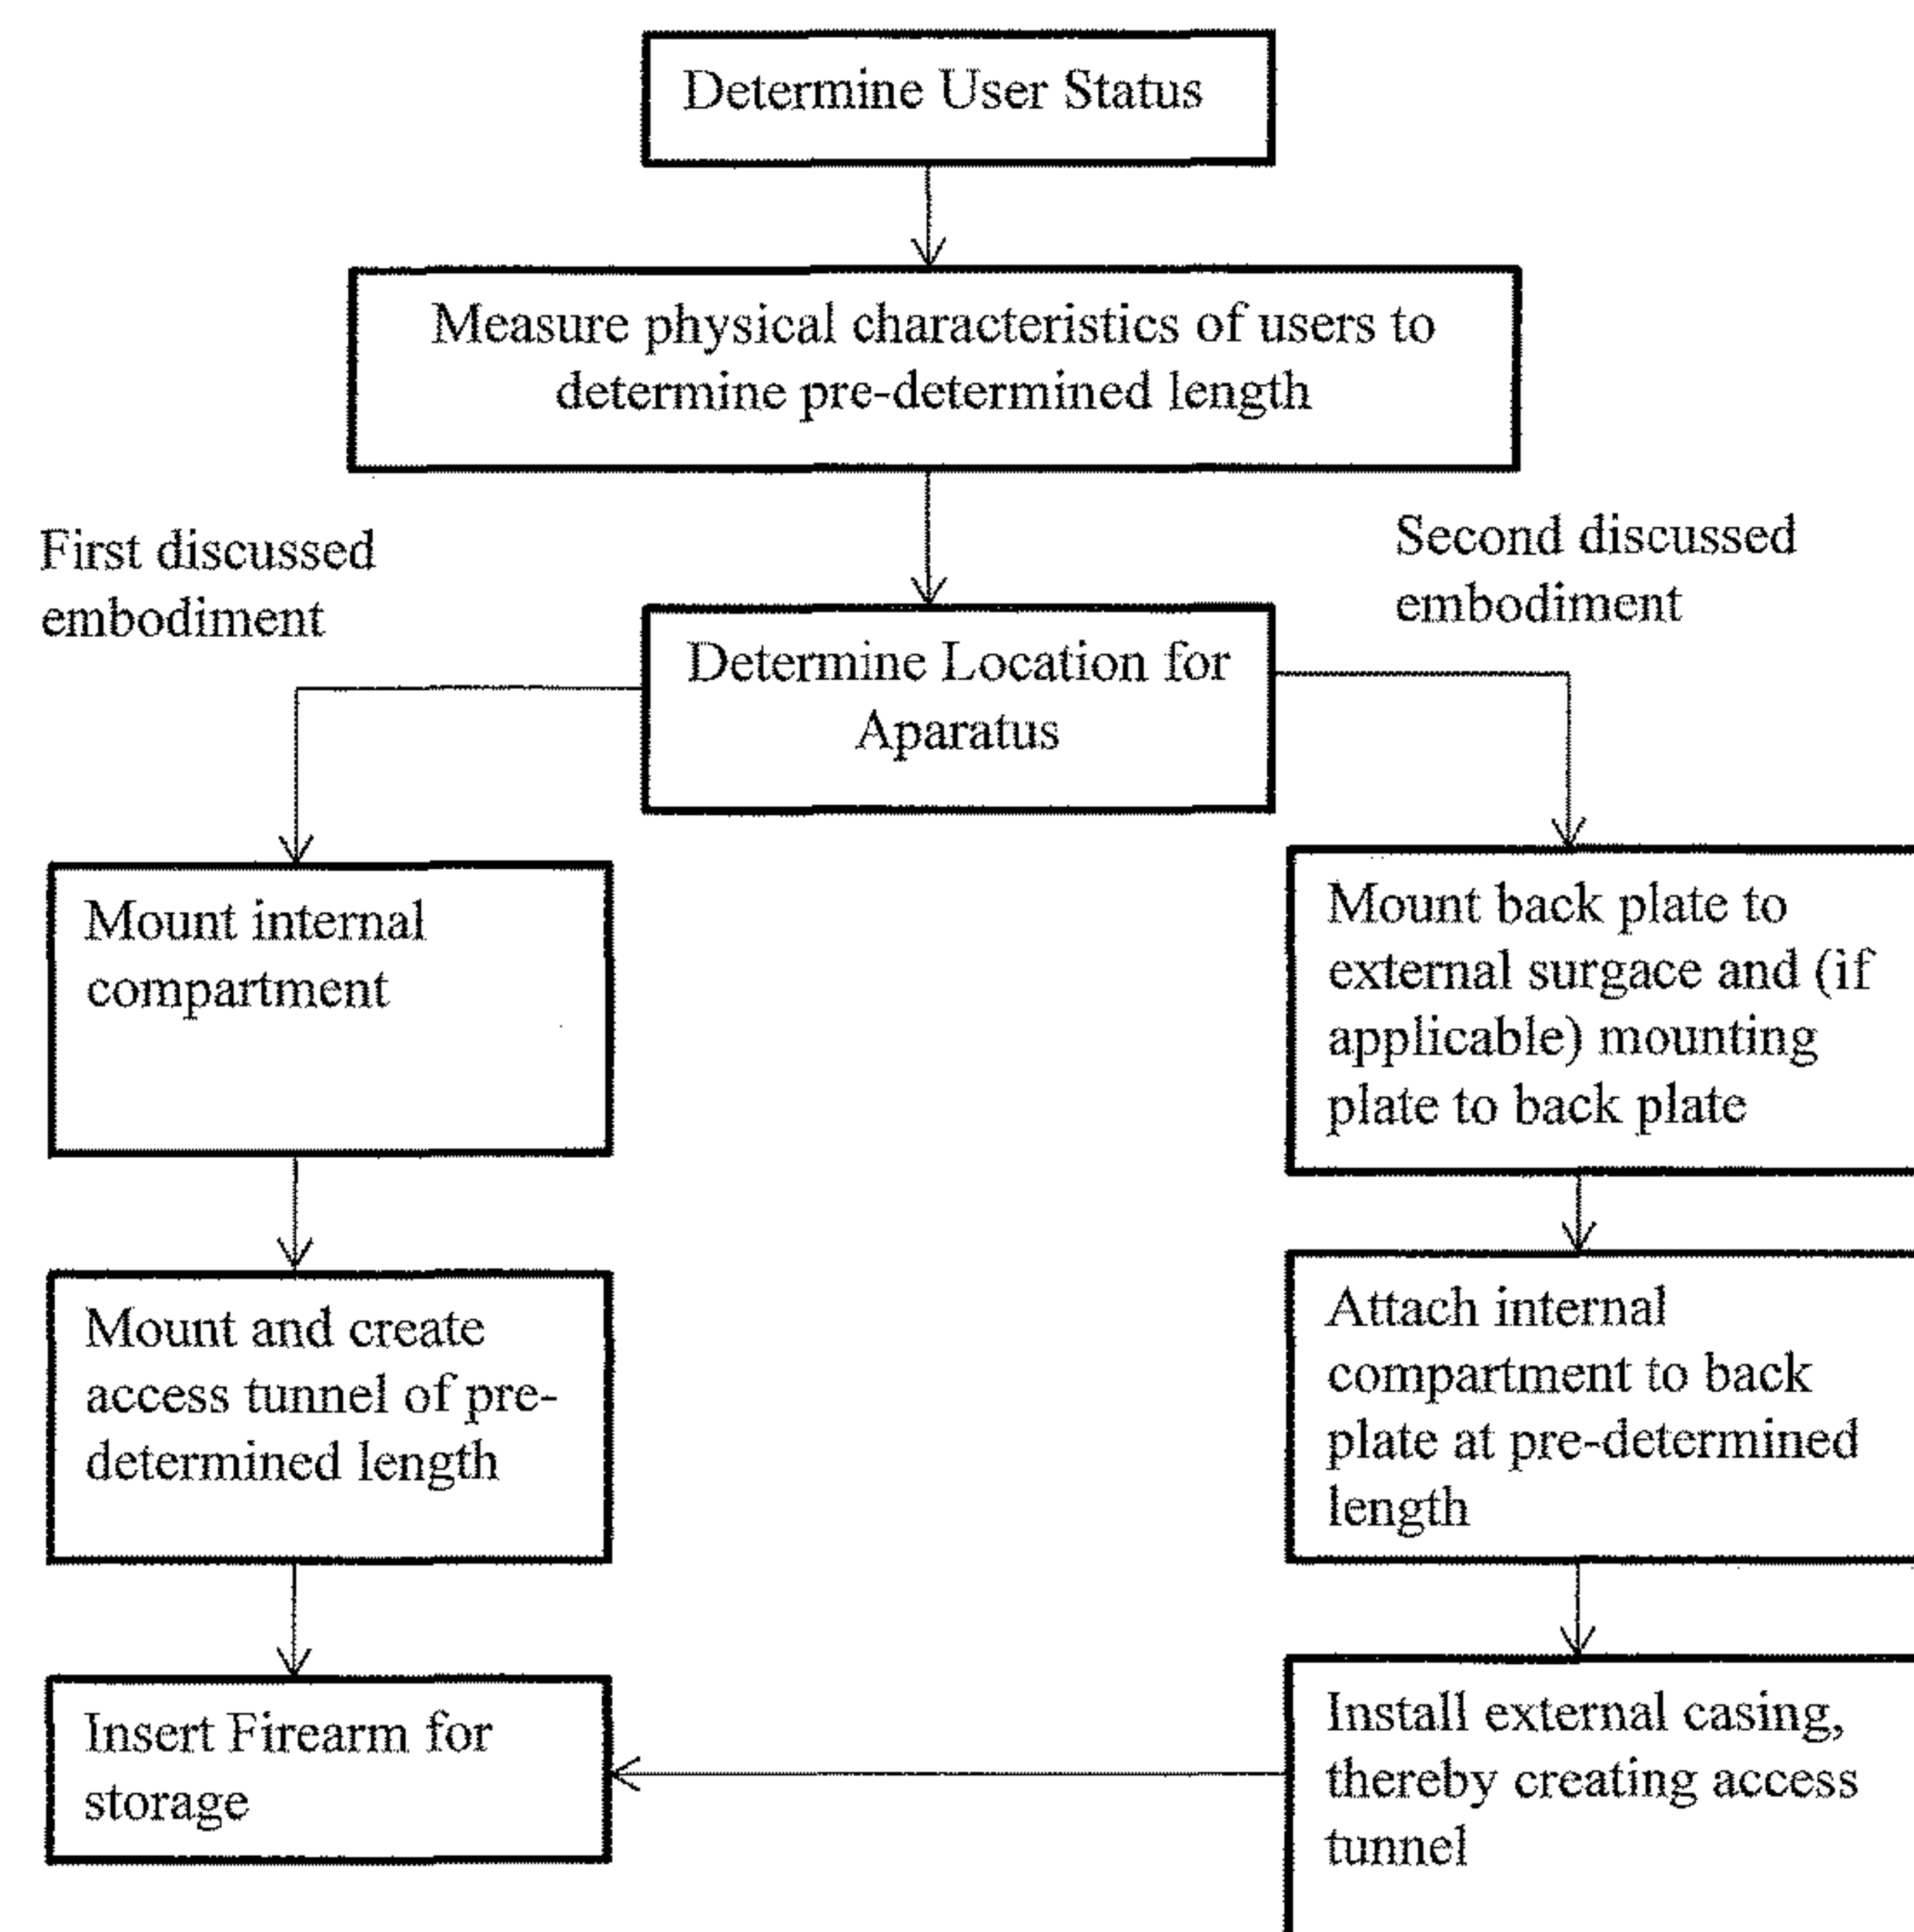 Determine User Status
Measure physical characteristics of users to
determine pre-determined length
First discussed
embodiment
Second discussed
embodiment
Determine Location for
Aparatus
Mount internal
compartment
Mount back plate to
external surgace and (if
applicable) mounting
plate to back plate
Mount and create
access tunnel of pre-
determined length
Attach internal
compartment to back
plate at pre-determined
length
Insert Firearm for
storage
Install external casing,
thereby creating access
tunnel